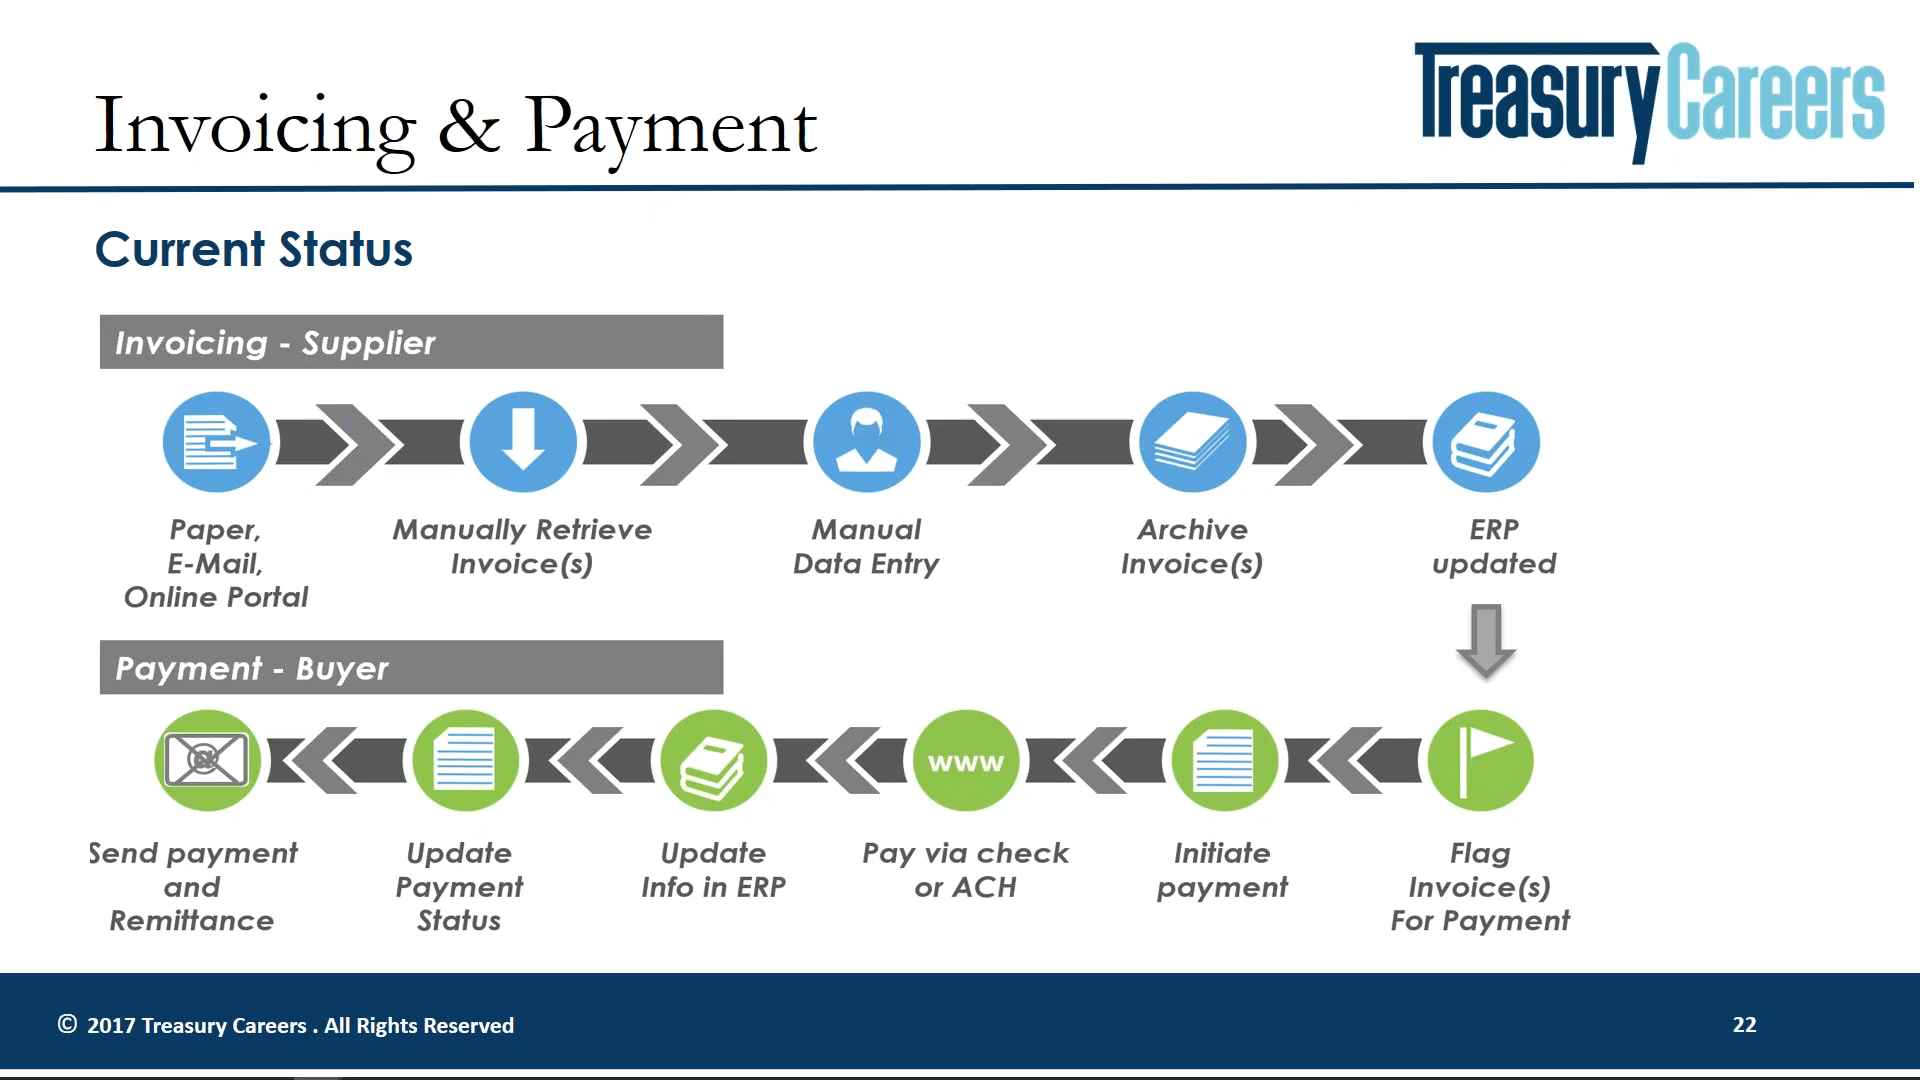 Invoicing & Payment
TreasuryCareers
Current Status
Invoicing - Supplier
Paper,
E-Mail,
Online Portal
Manually Retrieve
Invoice(s)
Manual
Data Entry
Archive
Invoice(s)
ERP
updated
Payment - Buyer
@
www
Send payment
and
Remittance
Update
Payment
Status
Update
Info in ERP
Pay via check
or ACH
Initiate
payment
Flag
Invoice(s)
For Payment
© 2017 Treasury Careers . All Rights Reserved
22